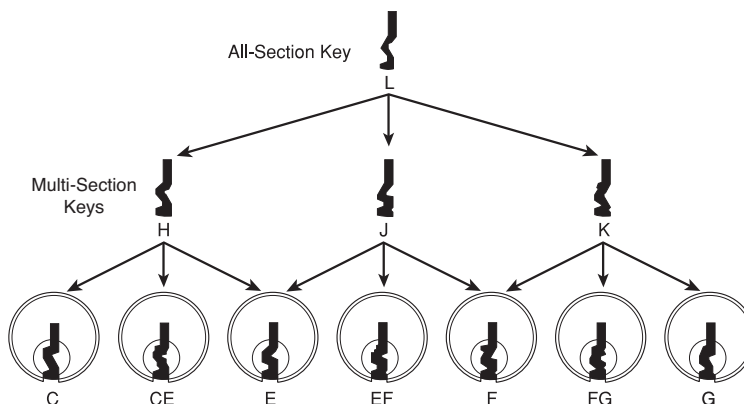 All-Section Key
L
Multi-Section
Keys
H
J
K
C
CE
E
EF
F
FG
G